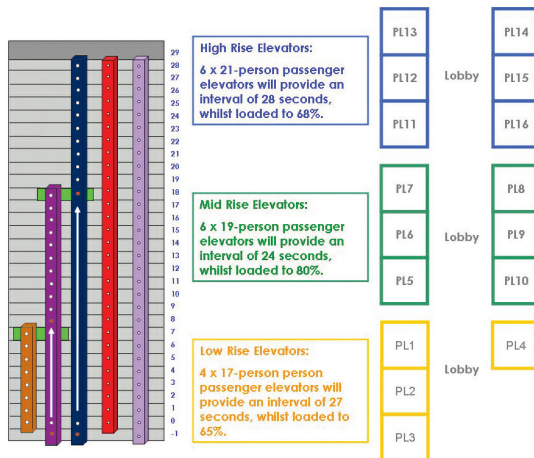 29
28
27
26
25
24
23
22
21
20
19
18
17
16
15
14
13
12
11
10
9
8
7
6
5
4
3
2
1
0
-1
High Rise Elevators:
6 x 21-person passenger
elevators will provide an
interval of 28 seconds,
whilst loaded to 68%.
Mid Rise Elevators:
6 x 19-person passenger
elevators will provide an
interval of 24 seconds,
whilst loaded to 80%.
Low Rise Elevators:
4 x 17-person person
passenger elevators will
provide an interval of 27
seconds, whilst loaded to
65%.
PL13 PL14
PL12 Lobby PL15
PL11 PL16
PL7 PL8
PL6 Lobby PL9
PL5 PL10
PL1 PL4
Lobby
PL2
PL3